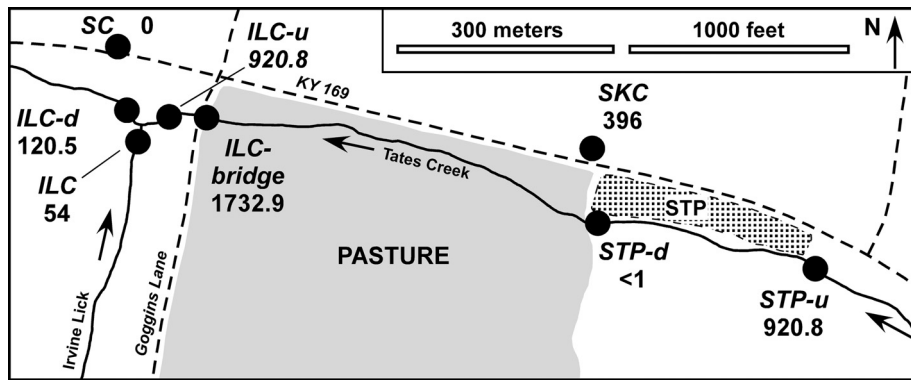 SC 0
ILC-u
920.8
300 meters
1000 feet
N
KY 169
SKC
396
ILC-d
120.5
ILC
54
ILC-
bridge
1732.9
Tates Creek
STP
PASTURE
STP-d
<1
STP-u
920.8
Irvine Lick
Goggins Lane